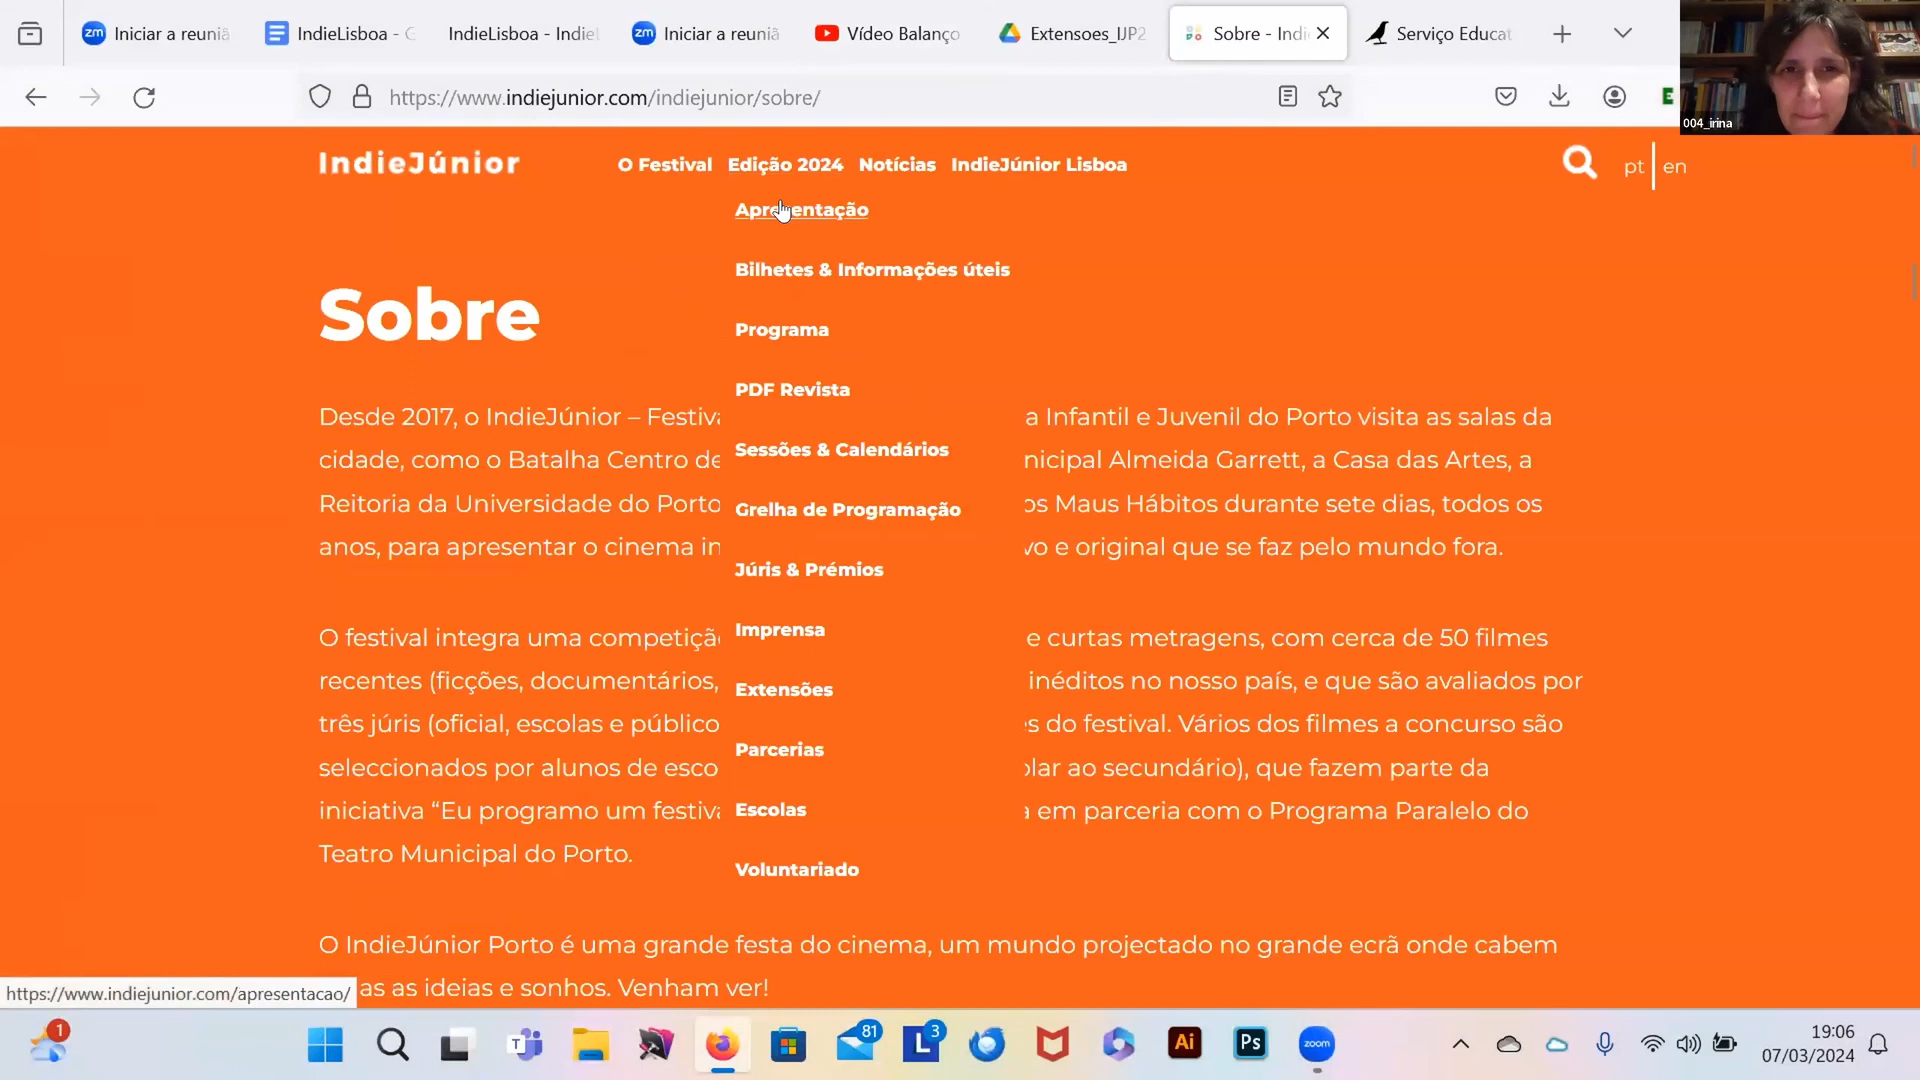 Iniciar a reuniã
IndieLisboa - G
IndieLisboa - Indiel
Iniciar a reuniã
Vídeo Balanço
Extensoes_IJP2
Sobre - Indi
Serviço Educat
https://www.indiejunior.com/indiejunior/sobre/
004_irina
IndieJúnior
O Festival Edição 2024 Notícias IndieJúnior Lisboa
pt en
Apresentação
Bilhetes & Informações úteis
Programa
PDF Revista
Sessões & Calendários
Grelha de Programação
Júris & Prémios
Imprensa
Extensões
Parcerias
Escolas
Voluntariado
Sobre
Desde 2017, o IndieJúnior – Festiva a Infantil e Juvenil do Porto visita as salas da
cidade, como o Batalha Centro de nicipal Almeida Garrett, a Casa das Artes, a
Reitoria da Universidade do Porto os Maus Hábitos durante sete dias, todos os
anos, para apresentar o cinema in vo e original que se faz pelo mundo fora.
O festival integra uma competiçã e curtas metragens, com cerca de 50 filmes
recentes (ficções, documentários, inéditos no nosso país, e que são avaliados por
três júris (oficial, escolas e público s do festival. Vários dos filmes a concurso são
seleccionados por alunos de esco lar ao secundário), que fazem parte da
iniciativa “Eu programo um festiva em parceria com o Programa Paralelo do
Teatro Municipal do Porto.
O IndieJúnior Porto é uma grande festa do cinema, um mundo projectado no grande ecrã onde cabem
as as ideias e sonhos. Venham ver!
https://www.indiejunior.com/apresentacao/
1
81
3
L
Ai
Ps
zoom
19:06
07/03/2024